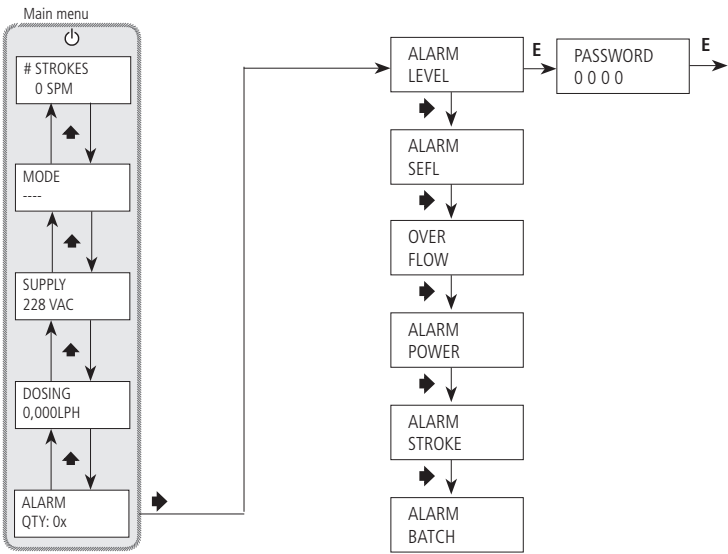 Main menu
# STROKES
0 SPM
MODE
----
SUPPLY
228 VAC
DOSING
0,000LPH
ALARM
QTY: 0x
ALARM
LEVEL
E
PASSWORD
0 0 0 0
E
ALARM
SEFL
OVER
FLOW
ALARM
POWER
ALARM
STROKE
ALARM
BATCH